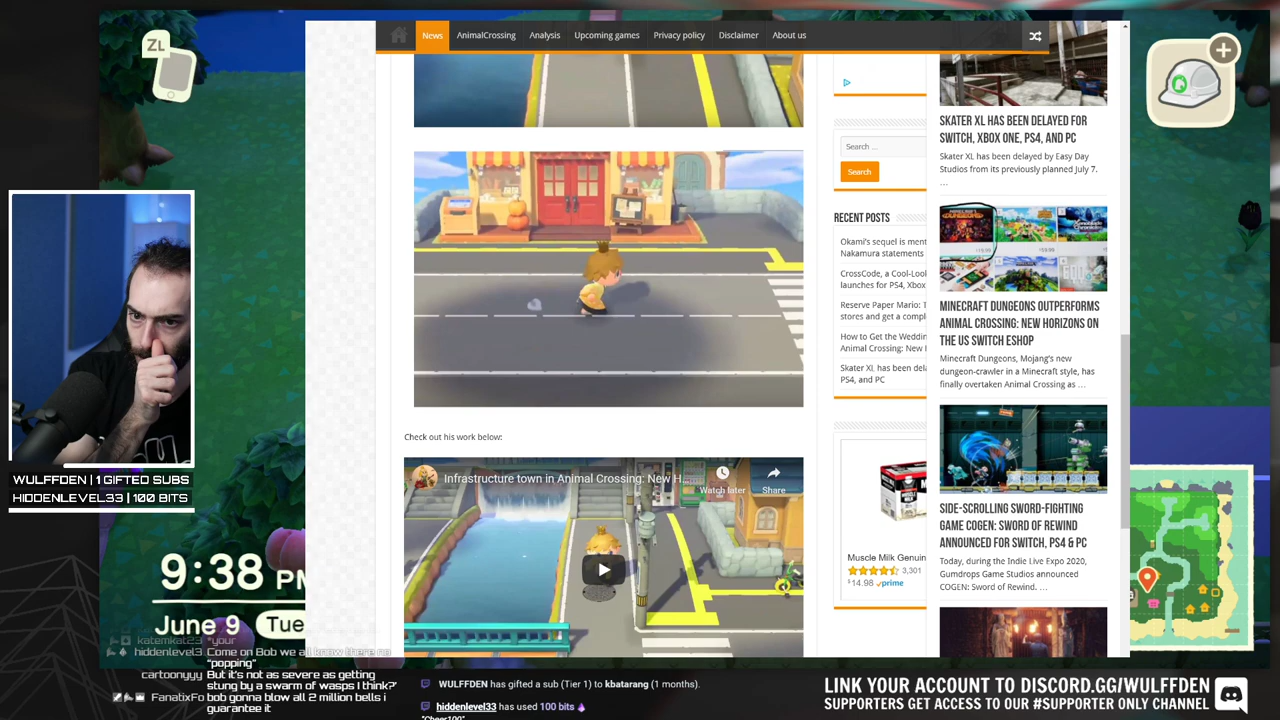 ZL
News
AnimalCrossing
Analysis
Upcoming games
Privacy policy
Disclaimer
About us
Search ...
Search
RECENT POSTS
Okami's sequel is ment
Nakamura statements
CrossCode, a Cool-Lool
launches for PS4, Xbox
Reserve Paper Mario: T
stores and get a compl
How to Get the Weddin
Animal Crossing: New H
Skater XL has been dela
PS4, and PC
Muscle Milk Genuin
3,301
$14.98 prime
SKATER XL HAS BEEN DELAYED FOR
SWITCH, XBOX ONE, PS4, AND PC
Skater XL has been delayed by Easy Day
Studios from its previously planned July 7.
...
MINECRAFT DUNGEONS OUTPERFORMS
ANIMAL CROSSING: NEW HORIZONS ON
THE US SWITCH ESHOP
Minecraft Dungeons, Mojang's new
dungeon-crawler in a Minecraft style, has
finally overtaken Animal Crossing as ...
SIDE-SCROLLING SWORD-FIGHTING
GAME COGEN: SWORD OF REWIND
ANNOUNCED FOR SWITCH, PS4 & PC
Today, during the Indie Live Expo 2020,
Gumdrops Game Studios announced
COGEN: Sword of Rewind. ...
Check out his work below:
Infrastructure town in Animal Crossing: New H...
Watch later
Share
WULFFDEN | 1 GIFTED SUBS
HIDDENLEVEL33 | 100 BITS
9:38 PM
June 9 Tue
katemkat23 *your
hiddenlevel3 Come on Bob we all know there no
"popping"
cartoonyyy But it's not as severe as getting
stung by a swarm of wasps I think?'
FanatixFo bob gonna blow all 2 million bells i
guarantee it
WULFFDEN has gifted a sub (Tier 1) to kbatarang (1 months).
hiddenlevel33 has used 100 bits
"Cheer100"
LINK YOUR ACCOUNT TO DISCORD.GG/WULFFDEN
SUPPORTERS GET ACCESS TO OUR #SUPPORTER ONLY CHANNEL